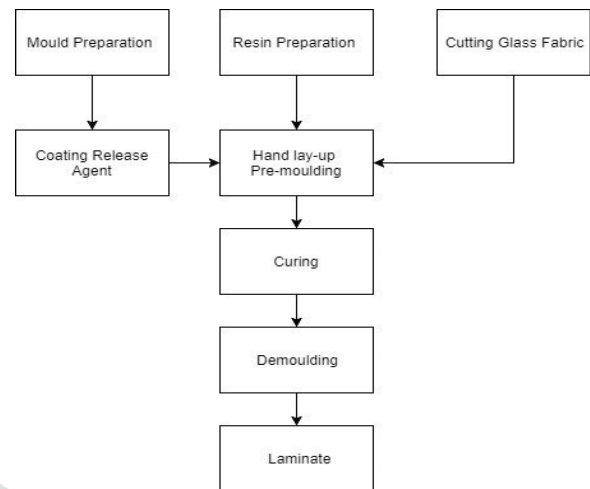 Mould Preparation
Resin Preparation
Cutting Glass Fabric
Coating Release
Agent
Hand lay-up
Pre-moulding
Curing
Demoulding
Laminate